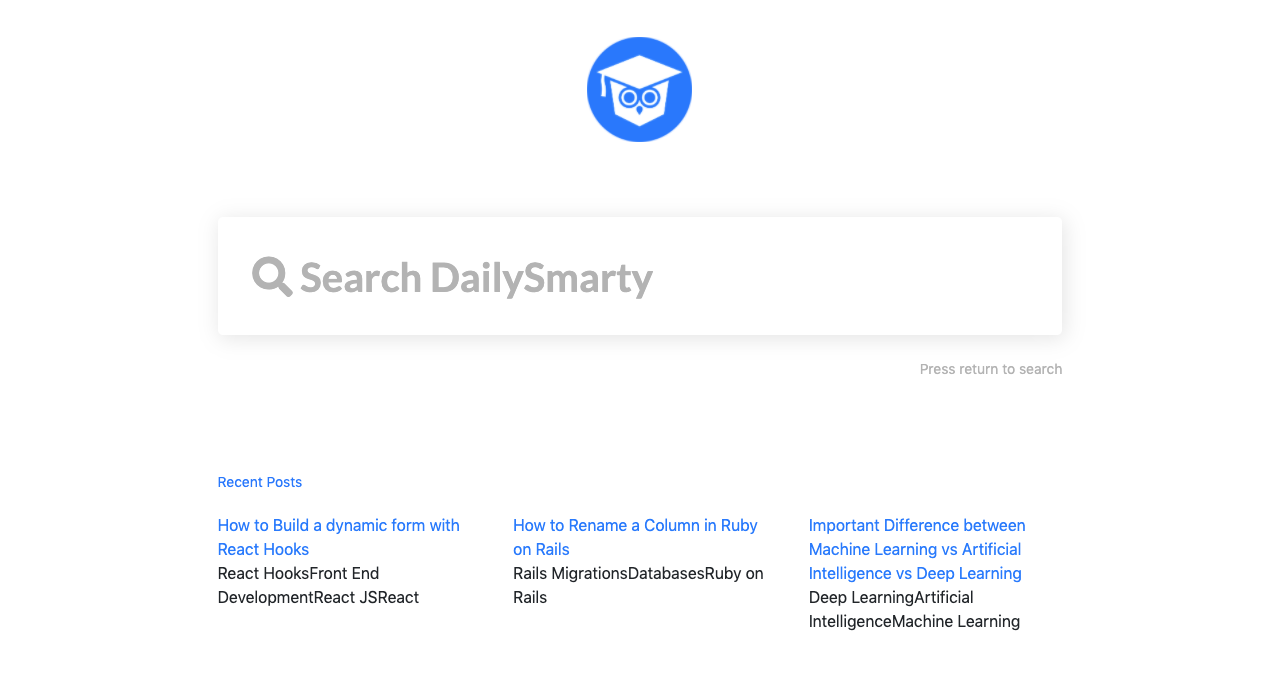 Search DailySmarty
Press return to search
Recent Posts
How to Build a dynamic form with
React Hooks
React HooksFront End
DevelopmentReact JSReact
How to Rename a Column in Ruby
on Rails
Rails MigrationsDatabasesRuby on
Rails
Important Difference between
Machine Learning vs Artificial
Intelligence vs Deep Learning
Deep LearningArtificial
IntelligenceMachine Learning